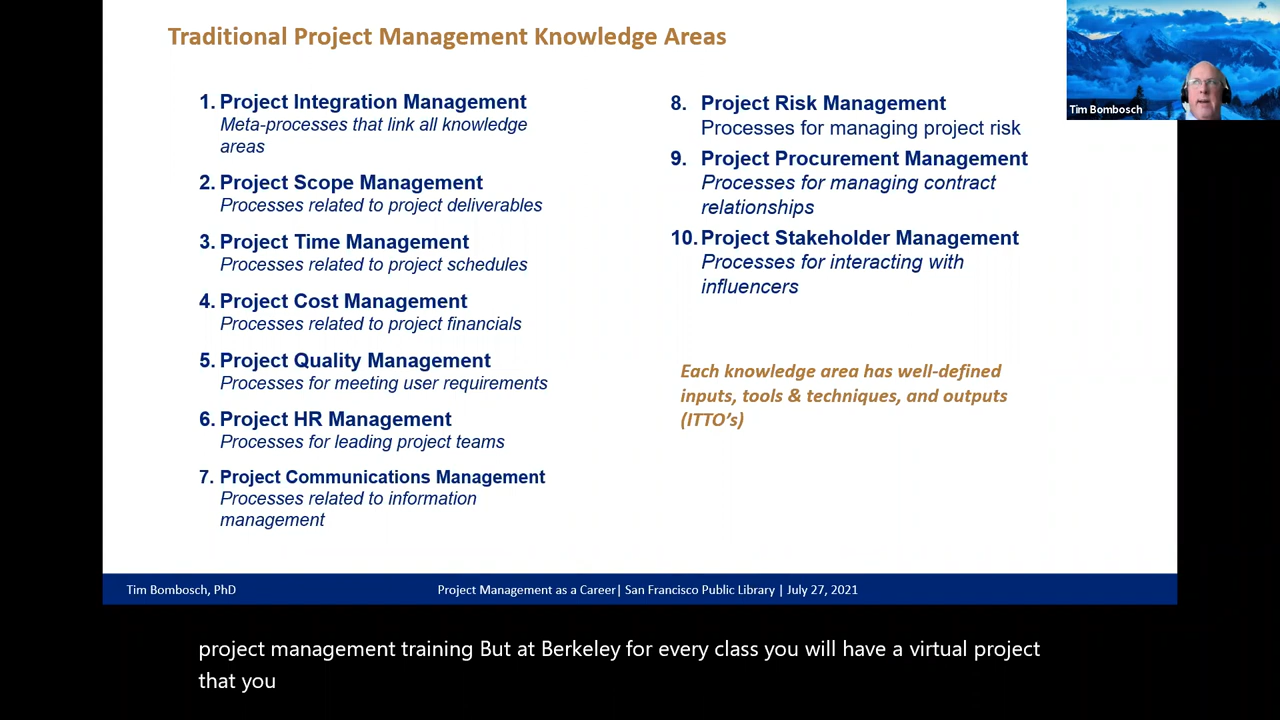 Traditional Project Management Knowledge Areas
1. Project Integration Management
Meta-processes that link all knowledge
areas
2. Project Scope Management
Processes related to project deliverables
3. Project Time Management
Processes related to project schedules
4. Project Cost Management
Processes related to project financials
5. Project Quality Management
Processes for meeting user requirements
6. Project HR Management
Processes for leading project teams
7. Project Communications Management
Processes related to information
management
8. Project Risk Management
Processes for managing project risk
9. Project Procurement Management
Processes for managing contract
relationships
10. Project Stakeholder Management
Processes for interacting with
influencers
Each knowledge area has well-defined
inputs, tools & techniques, and outputs
(ITTO's)
Tim Bombosch
Tim Bombosch, PhD
Project Management as a Career| San Francisco Public Library | July 27, 2021
project management training But at Berkeley for every class you will have a virtual project
that you